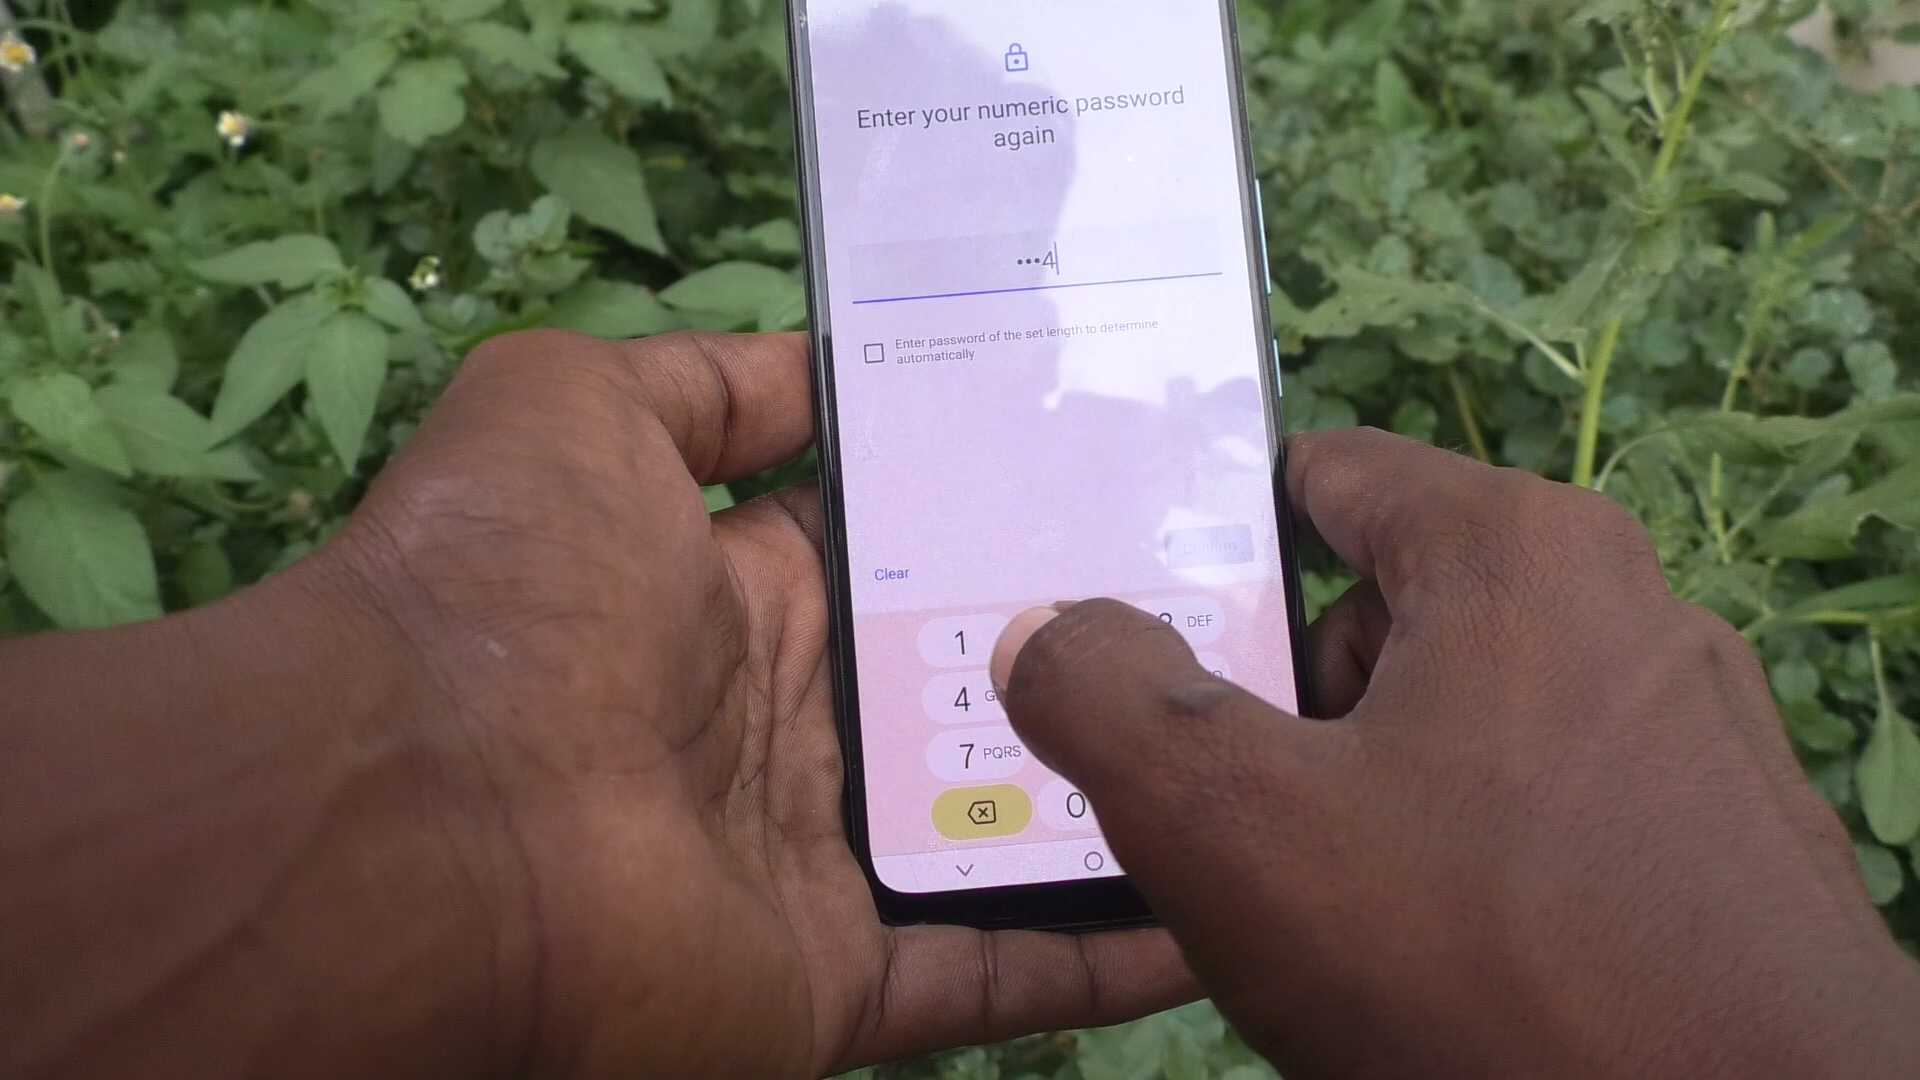 Enter your numeric password
again
•••4
Enter password of the set length to determine
automatically
Confirm
Clear
1
DEF
4
7 PQRS
0